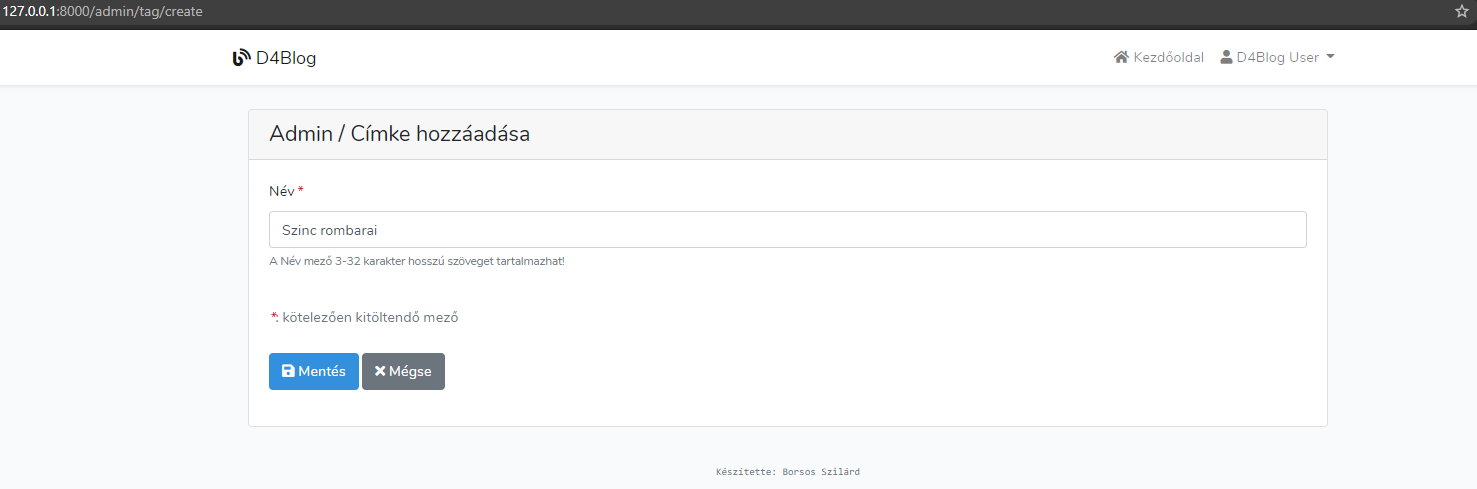 127.0.0.1:8000/admin/tag/create
D4Blog Kezdőoldal D4Blog User
Admin / Címke hozzáadása
Név *
Szinc rombarai
A Név mező 3-32 karakter hosszú szöveget tartalmazhat!
*: kötelezően kitöltendő mező
Mentés Mégse
Készítette: Borsos Szilárd